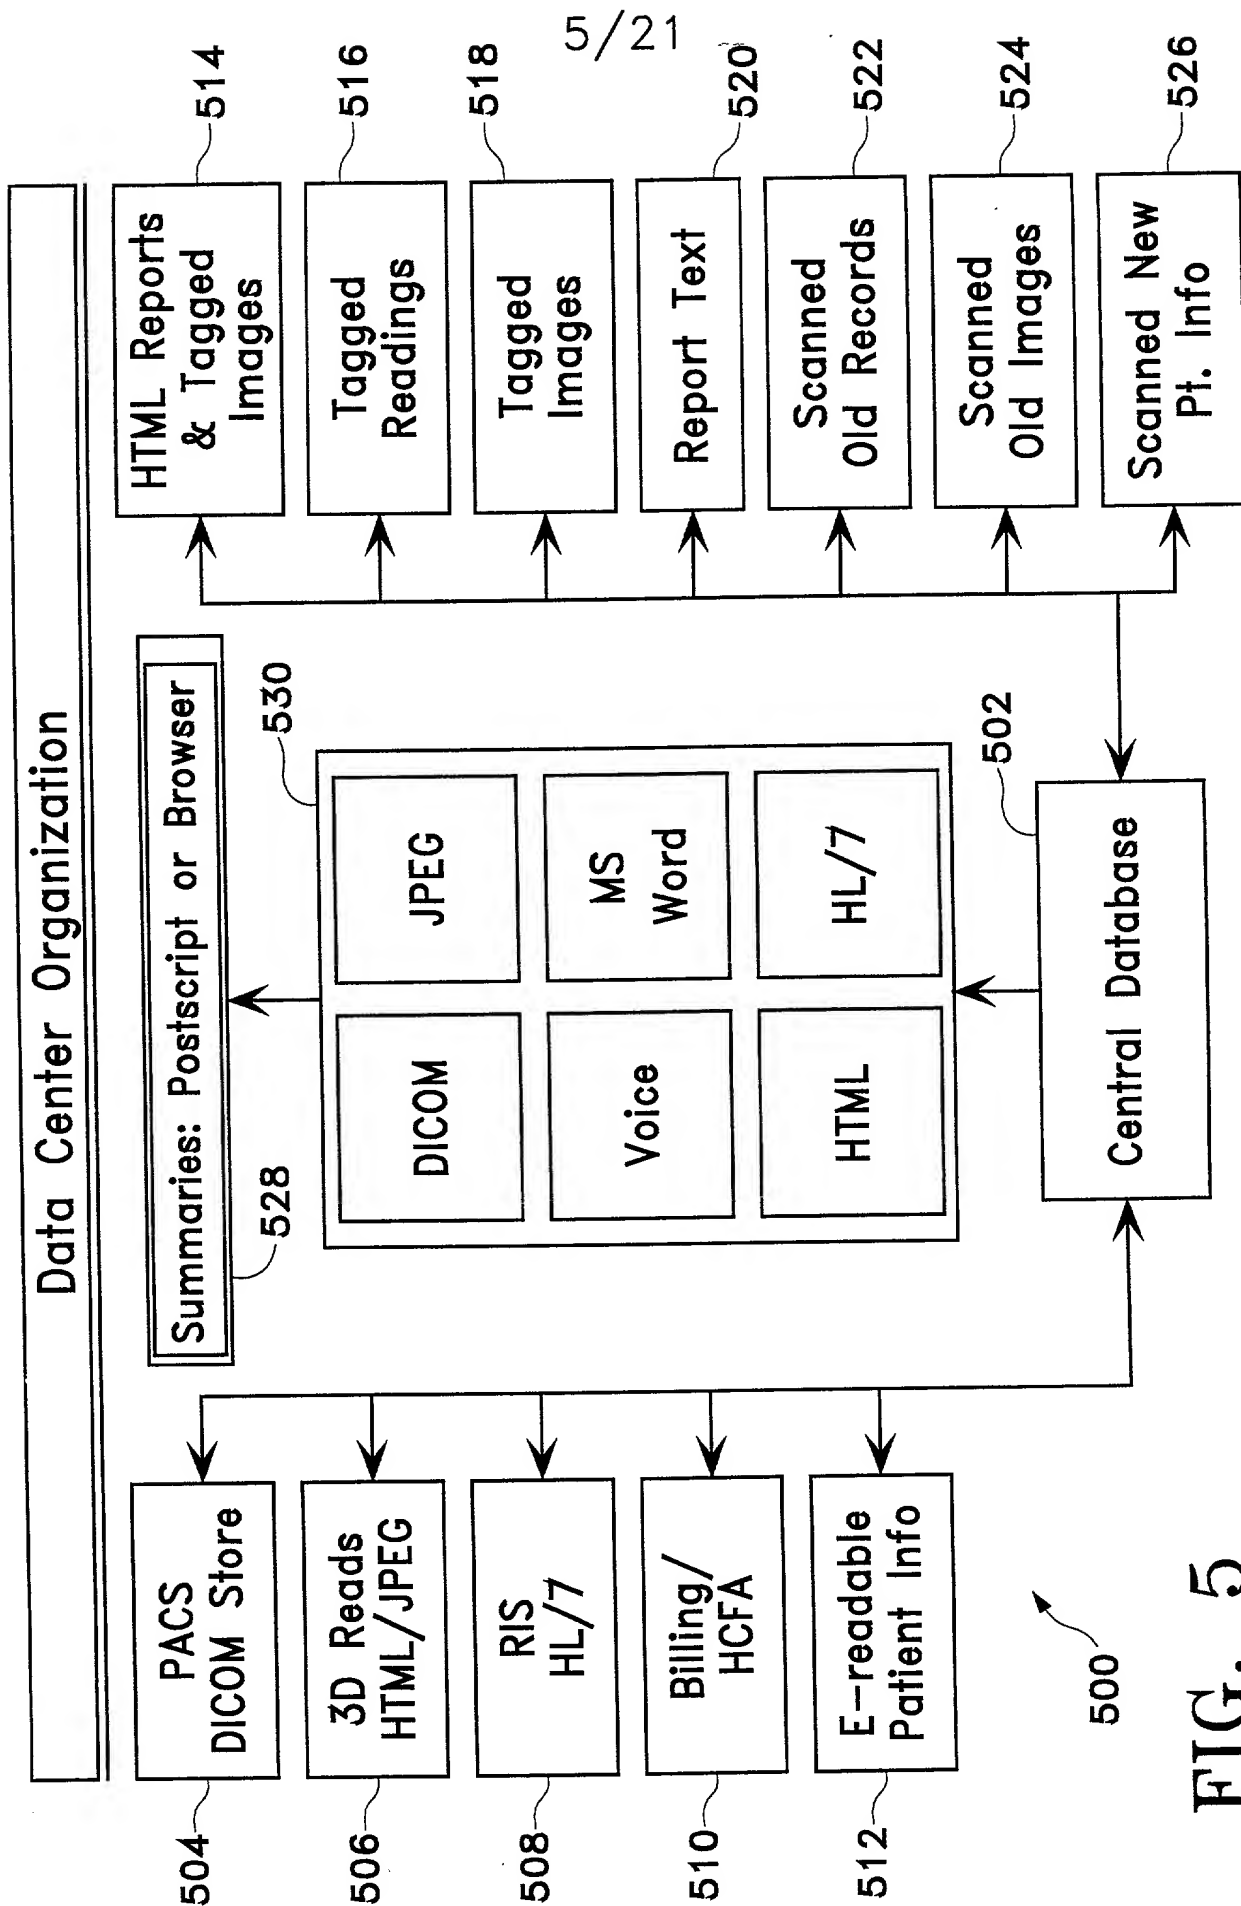 5/21
Data Center Organization
Summaries: Postscript or Browser
528
530
DICOM
JPEG
Voice
MS
Word
HTML
HL/7
Central Database
502
504
PACS
DICOM Store
506
3D Reads
HTML/JPEG
508
RIS
HL/7
510
Billing/
HCFA
512
E-readable
Patient Info
HTML Reports
& Tagged
Images
514
Tagged
Readings
516
Tagged
Images
518
Report Text
520
Scanned
Old Records
522
Scanned
Old Images
524
Scanned New
Pt. Info
526
500
FIG. 5